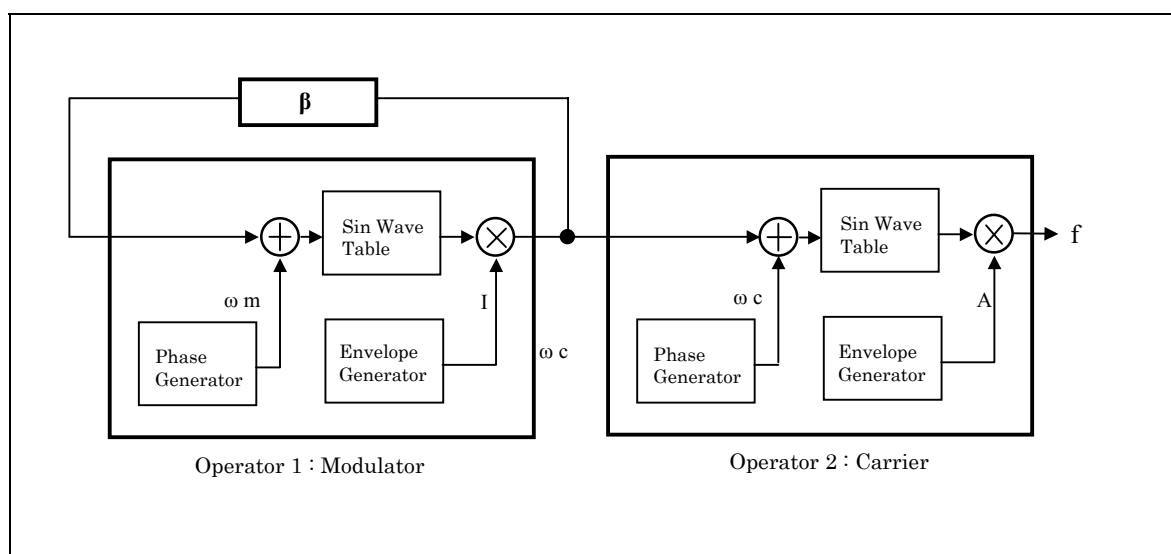 β
Sin Wave
Table
ω m
I
Phase
Generator
Envelope
Generator
ω c
Operator 1 : Modulator
Sin Wave
Table
f
ω c
A
Phase
Generator
Envelope
Generator
Operator 2 : Carrier